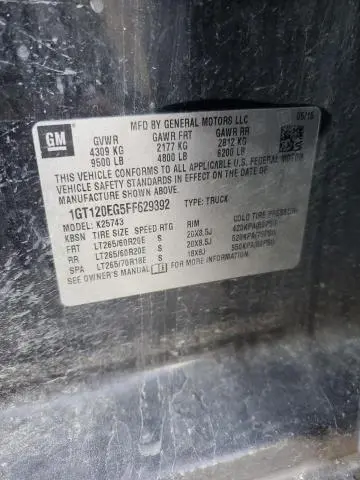 MFD BY GENERAL MOTORS LLC 05/15
GM GVWR GAWR FRT GAWR RR
4309 KG 2177 KG 2812 KG
9500 LB 4800 LB 6200 LB
THIS VEHICLE CONFORMS TO ALL APPLICABLE U.S. FEDERAL MOTOR
VEHICLE SAFETY STANDARDS IN EFFECT ON THE DATE OF
MANUFACTURE SHOWN ABOVE.
1GT120EG5FF629392 TYPE: TRUCK
MODEL: K25743
KBSN TIRE SIZE SPEED RTG RIM COLD TIRE PRESSURE
FRT LT265/60R20E S 20X8.5J 420KPA(60PSI)
RR LT265/60R20E S 20X8.5J
SPA LT265/70R18E S 18X8J
SEE OWNER'S MANUAL